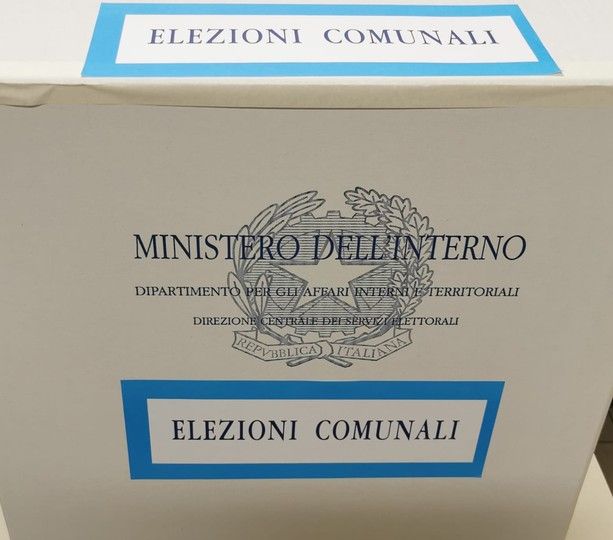 ELEZIONI COMUNALI
MINISTERO DELL'INTERNO
DIPARTIMENTO PER GLI AFFARI INTERNI E TERRITORIALI
DIREZIONE CENTRALE DEI SERVIZI ELETTORALI
REPVBBLICA ITALIANA
ELEZIONI COMUNALI